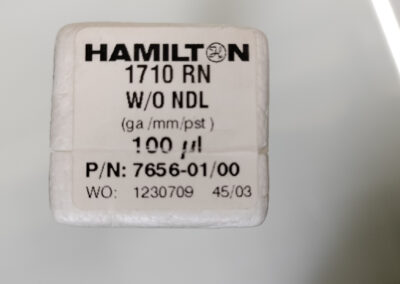 HAMILTON
1710 RN
W/O NDL
(ga/mm/pst)
100 µl
P/N: 7656-01/00
WO: 1230709 45/03